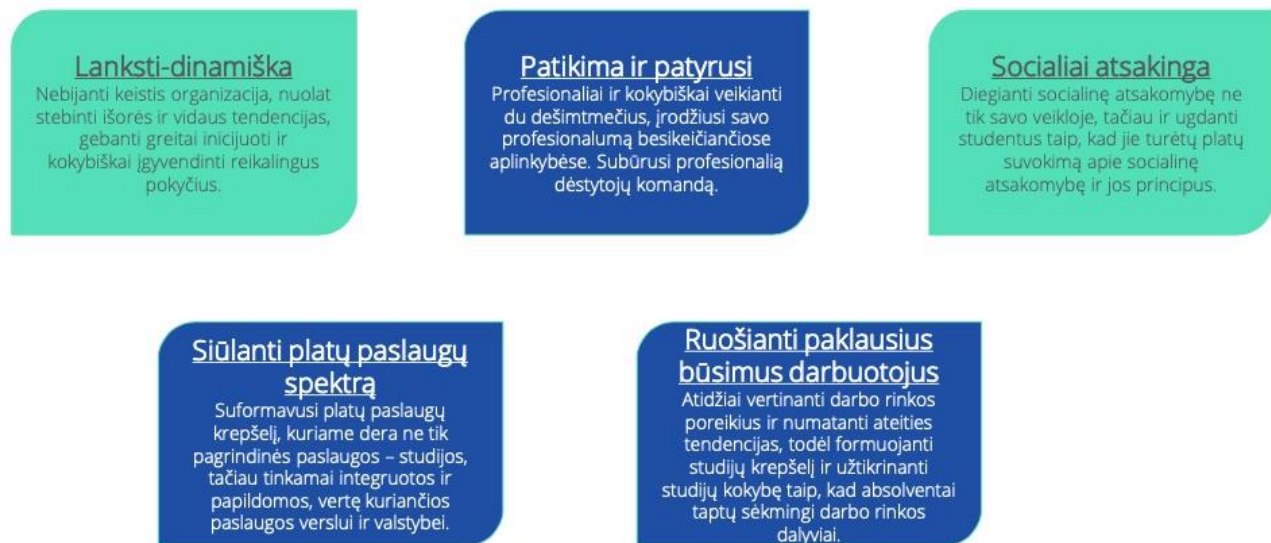 Lanksti-dinamiška
Nebijanti keistis organizacija, nuolat
stebinti išorės ir vidaus tendencijas,
gebanti greitai inicijuoti ir
kokybiškai įgyvendinti reikalingus
pokyčius.
Patikima ir patyrusi
Profesionaliai ir kokybiškai veikianti
du dešimtmečius, įrodžiusi savo
profesionalumą besikeičiančiose
aplinkybėse. Subūrusi profesionalią
dėstytojų komandą.
Socialiai atsakinga
Diegianti socialinę atsakomybę ne
tik savo veikloje, tačiau ir ugdanti
studentus taip, kad jie turėtų platų
suvokimą apie socialinę
atsakomybę ir jos principus.
Siūlanti platų paslaugų
spektrą
Suformavusi platų paslaugų
krepšelį, kuriame dera ne tik
pagrindinės paslaugos – studijos,
tačiau tinkamai integruotos ir
papildomos, vertę kuriančios
paslaugos verslui ir valstybei.
Ruošianti paklausius
būsimus darbuotojus
Atidžiai vertinanti darbo rinkos
poreikius ir numatanti ateities
tendencijas, todėl formuojanti
studijų krepšelį ir užtikrinanti
studijų kokybę taip, kad absolventai
taptų sėkmingi darbo rinkos
dalyviai.